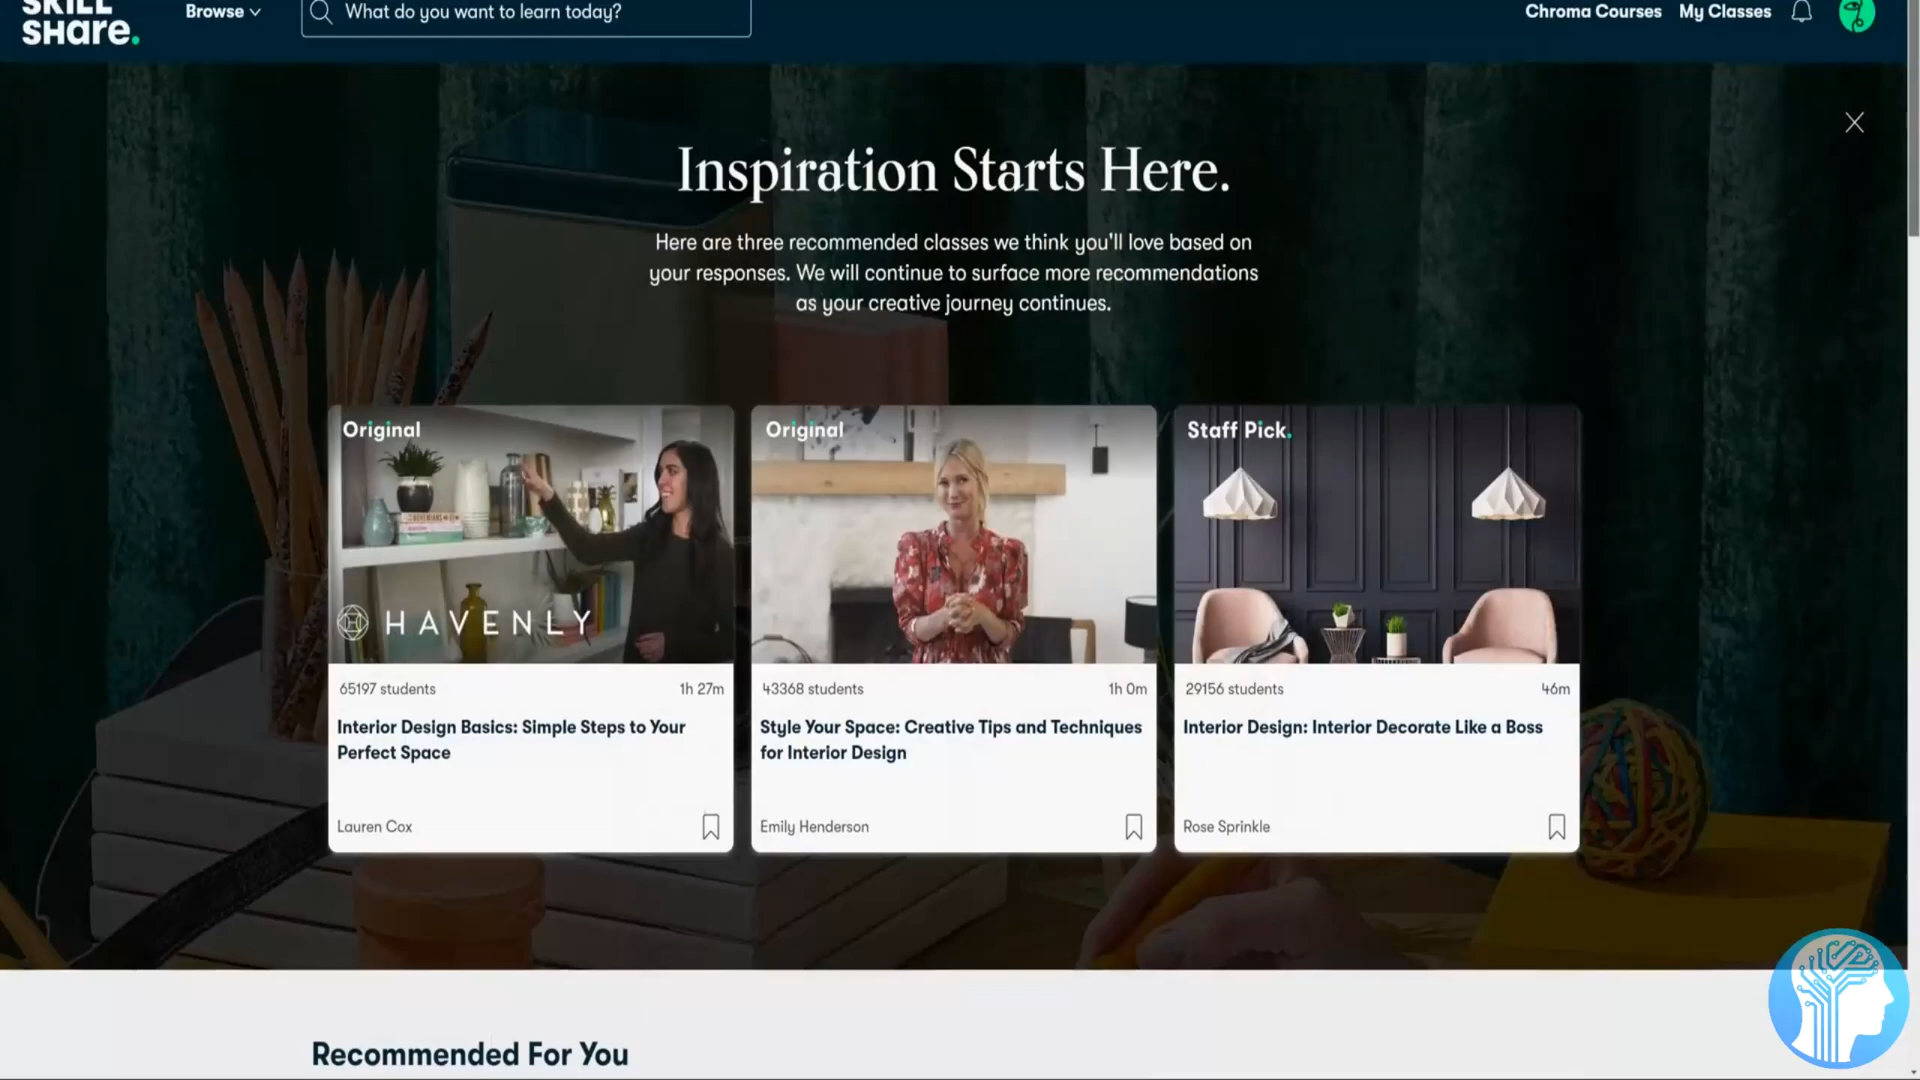 SKILL
SHare.
Browse
What do you want to learn today?
Chroma Courses
My Classes
Inspiration Starts Here.
Here are three recommended classes we think you'll love based on
your responses. We will continue to surface more recommendations
as your creative journey continues.
Original
HAVENLY
65197 students
1h 27m
Interior Design Basics: Simple Steps to Your
Perfect Space
Lauren Cox
Original
43368 students
1h 0m
Style Your Space: Creative Tips and Techniques
for Interior Design
Emily Henderson
Staff Pick.
29156 students
46m
Interior Design: Interior Decorate Like a Boss
Rose Sprinkle
Recommended For You